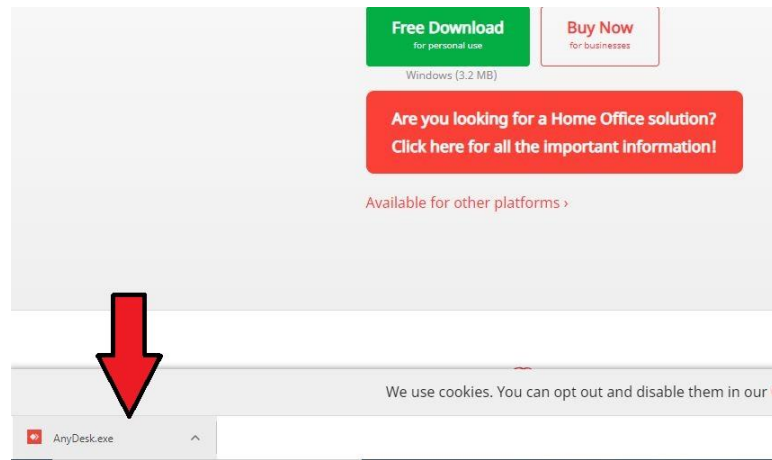 Free Download
for personal use
Buy Now
for businesses
Windows (3.2 MB)
Are you looking for a Home Office solution?
Click here for all the important information!
Available for other platforms ›
We use cookies. You can opt out and disable them in our
AnyDesk.exe